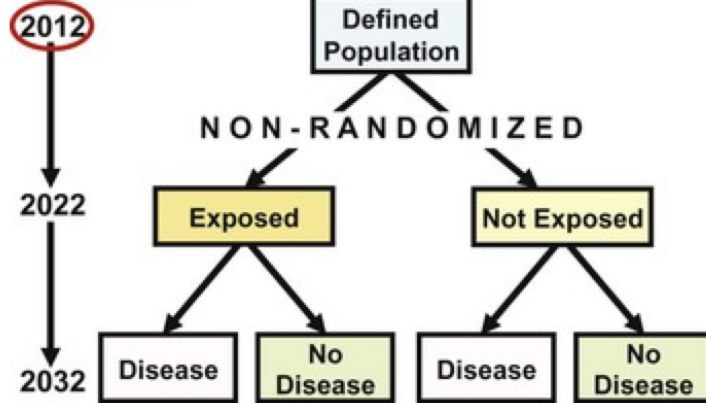 2012
Defined
Population
NON-RANDOMIZED
2022
Exposed
Not Exposed
2032
Disease
No
Disease
Disease
No
Disease